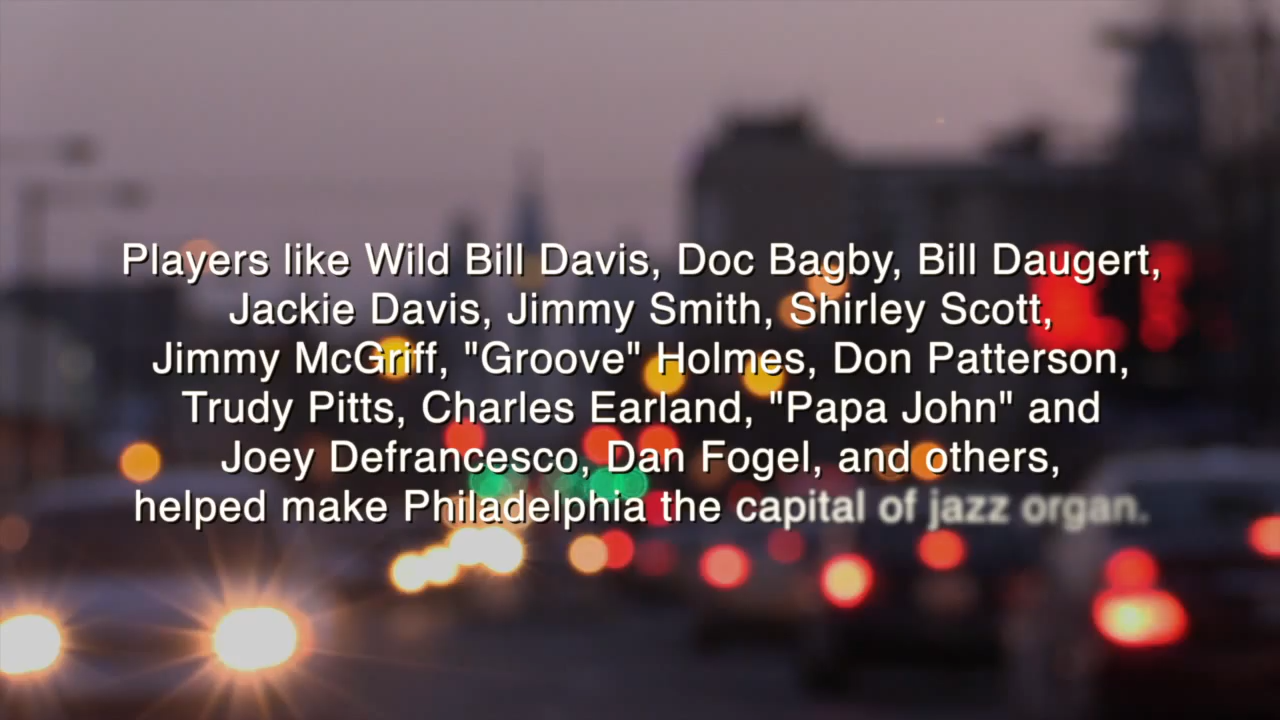 Players like Wild Bill Davis, Doc Bagby, Bill Daugert,
Jackie Davis, Jimmy Smith, Shirley Scott,
Jimmy McGriff, "Groove" Holmes, Don Patterson,
Trudy Pitts, Charles Earland, "Papa John" and
Joey Defrancesco, Dan Fogel, and others,
helped make Philadelphia the capital of jazz organ.